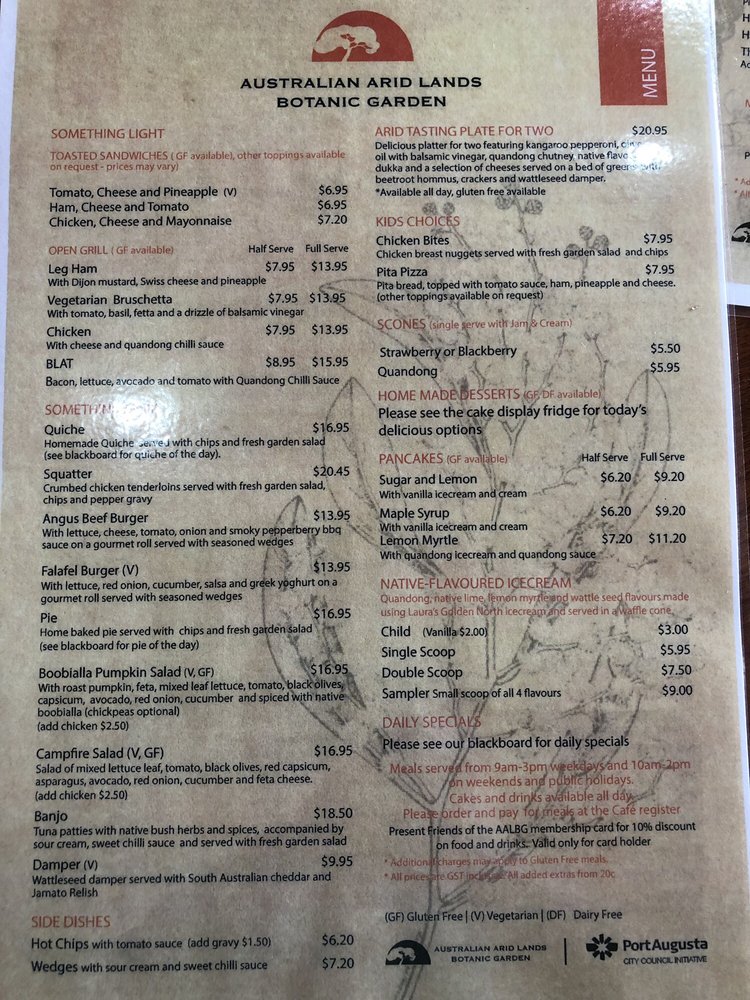 AUSTRALIAN ARID LANDS
BOTANIC GARDEN
MENU
SOMETHING LIGHT
TOASTED SANDWICHES ( GF available), other toppings available
on request - prices may vary)
Tomato, Cheese and Pineapple (V) $6.95
Ham, Cheese and Tomato $6.95
Chicken, Cheese and Mayonnaise $7.20
OPEN GRILL ( GF available) Half Serve Full Serve
Leg Ham $7.95 $13.95
With Dijon mustard, Swiss cheese and pineapple
Vegetarian Bruschetta $7.95 $13.95
With tomato, basil, fetta and a drizzle of balsamic vinegar
Chicken $7.95 $13.95
With cheese and quandong chilli sauce
BLAT $8.95 $15.95
Bacon, lettuce, avocado and tomato with Quandong Chilli Sauce
Quiche $16.95
Homemade Quiche served with chips and fresh garden salad
(see blackboard for quiche of the day).
Squatter $20.45
Crumbed chicken tenderloins served with fresh garden salad,
chips and pepper gravy
Angus Beef Burger $13.95
With lettuce, cheese, tomato, onion and smoky pepperberry bbq
sauce on a gourmet roll served with seasoned wedges
Falafel Burger (V) $13.95
With lettuce, red onion, cucumber, salsa and greek yoghurt on a
gourmet roll served with seasoned wedges
Pie $16.95
Home baked pie served with chips and fresh garden salad
(see blackboard for pie of the day)
Boobialla Pumpkin Salad (V, GF) $16.95
With roast pumpkin, feta, mixed leaf lettuce, tomato, black olives,
capsicum, avocado, red onion, cucumber and spiced with native
boobialla (chickpeas optional)
(add chicken $2.50)
Campfire Salad (V, GF) $16.95
Salad of mixed lettuce leaf, tomato, black olives, red capsicum,
asparagus, avocado, red onion, cucumber and feta cheese.
(add chicken $2.50)
Banjo $18.50
Tuna patties with native bush herbs and spices, accompanied by
sour cream, sweet chilli sauce and served with fresh garden salad
Damper (V) $9.95
Wattleseed damper served with South Australian cheddar and
Jamato Relish
SIDE DISHES
Hot Chips with tomato sauce (add gravy $1.50) $6.20
Wedges with sour cream and sweet chilli sauce $7.20
ARID TASTING PLATE FOR TWO $20.95
Delicious platter for two featuring kangaroo pepperoni,
oil with balsamic vinegar, quandong chutney, native
dukka and a selection of cheeses served on a bed of greens with
beetroot hommus, crackers and wattleseed damper.
*Available all day, gluten free available
KIDS CHOICES
Chicken Bites $7.95
Chicken breast nuggets served with fresh garden salad and chips
Pita Pizza $7.95
Pita bread, topped with tomato sauce, ham, pineapple and cheese.
(other toppings available on request)
SCONES (single serve with Jam & Cream)
Strawberry or Blackberry $5.50
Quandong $5.95
HOME MADE DESSERTS (GF, DF available)
Please see the cake display fridge for today's
delicious options
PANCAKES (GF available) Half Serve Full Serve
Sugar and Lemon $6.20 $9.20
With vanilla icecream and cream
Maple Syrup $6.20 $9.20
With vanilla icecream and cream
Lemon Myrtle $7.20 $11.20
With quandong icecream and quandong sauce
NATIVE-FLAVOURED ICECREAM
Quandong, native lime, lemon myrtle and wattle seed flavours made
using Laura's Golden North icecream and served in a waffle cone
Child (Vanilla $2.00) $3.00
Single Scoop $5.95
Double Scoop $7.50
Sampler Small scoop of all 4 flavours $9.00
DAILY SPECIALS
Please see our blackboard for daily specials
Meals served from 9am-3pm weekdays and 10am-2pm
on weekends and public holidays.
Cakes and drinks available all day.
Please order and pay for meals at the Café register
Present Friends of the AALBG membership card for 10% discount
on food and drinks. Valid only for card holder
* Additional charges may apply to Gluten Free meals.
* All prices are GST inclusive. All added extras from 20c
(GF) Gluten Free | (V) Vegetarian | (DF) Dairy Free
AUSTRALIAN ARID LANDS
BOTANIC GARDEN
PortAugusta
CITY COUNCIL INITIATIVE